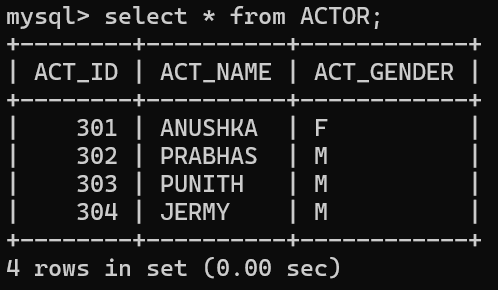 mysql> select * from ACTOR;
+--------+----------+------------+
| ACT_ID | ACT_NAME | ACT_GENDER |
+--------+----------+------------+
|    301 | ANUSHKA  | F          |
|    302 | PRABHAS  | M          |
|    303 | PUNITH   | M          |
|    304 | JERMY    | M          |
+--------+----------+------------+
4 rows in set (0.00 sec)